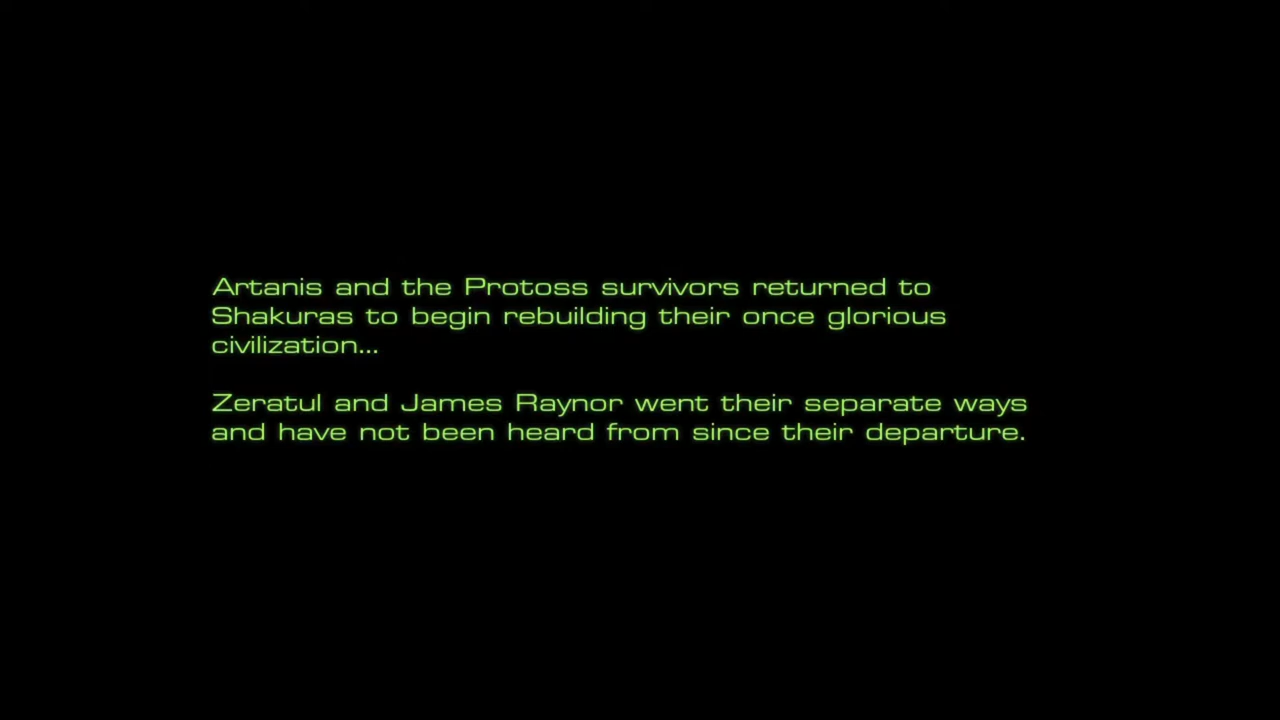 Artanis and the Protoss survivors returned to
Shakuras to begin rebuilding their once glorious
civilization...
Zeratul and James Raynor went their separate ways
and have not been heard from since their departure.